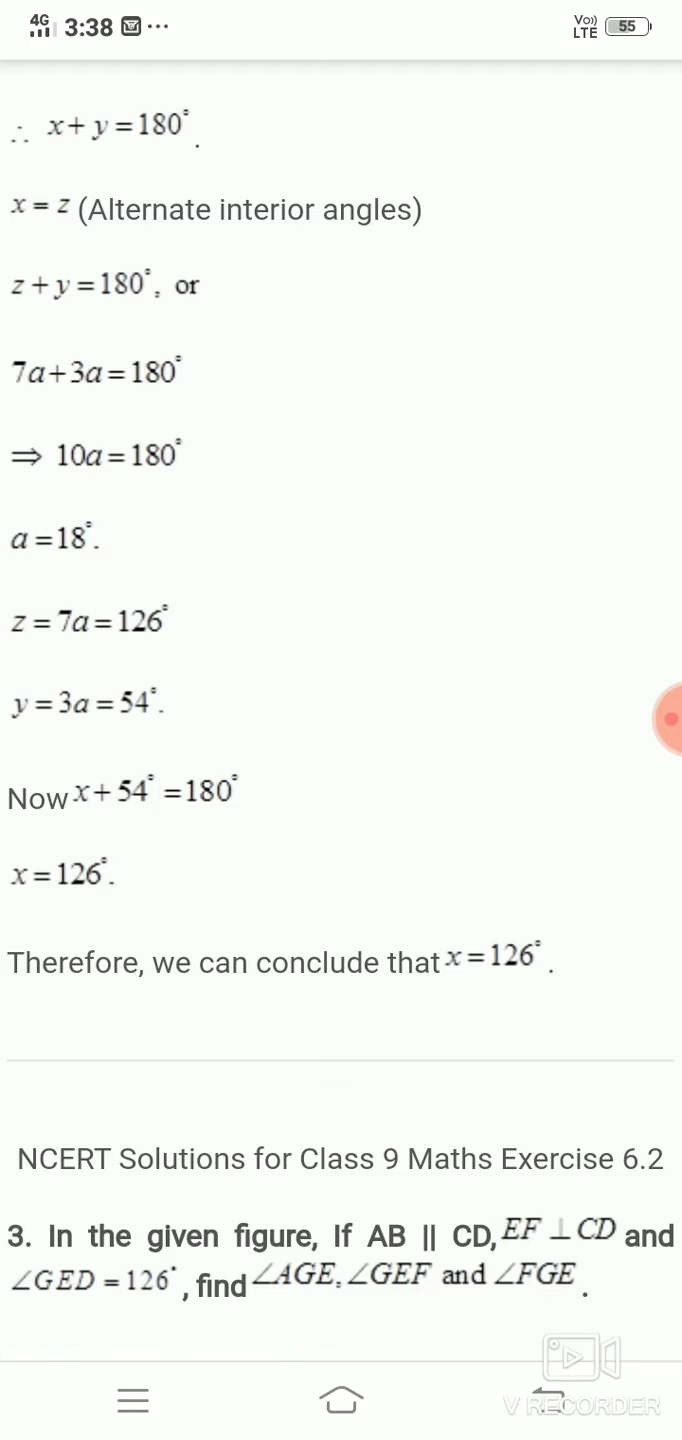 4G 3:38 ... Vo)) LTE 55
∴ x+y=180°.
x = z (Alternate interior angles)
z+y=180°, or
7a+3a=180°
⇒ 10a=180°
a=18°.
z=7a=126°
y=3a=54°.
Now x+54°=180°
x=126°.
Therefore, we can conclude that x=126°.
NCERT Solutions for Class 9 Maths Exercise 6.2
3. In the given figure, If AB || CD, EF ⊥ CD and
∠GED = 126°, find ∠AGE, ∠GEF and ∠FGE.
V RECORDER